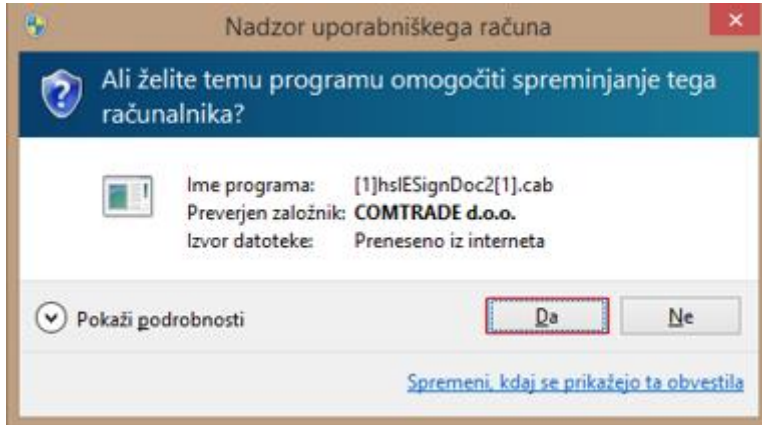 Nadzor uporabniškega računa
Ali želite temu programu omogočiti spreminjanje tega
računalnika?
Ime programa: [1]hslESignDoc2[1].cab
Preverjen založnik: COMTRADE d.o.o.
Izvor datoteke: Preneseno iz interneta
Pokaži podrobnosti
Da
Ne
Spremeni, kdaj se prikažejo ta obvestila